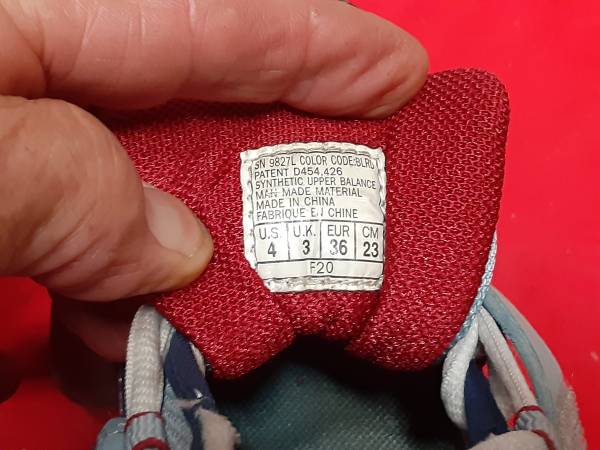 SN 9827L COLOR CODE:BLRD
PATENT D454,426
SYNTHETIC UPPER BALANCE
MAN MADE MATERIAL
MADE IN CHINA
FABRIQUE EN CHINE
U.S. U.K. EUR CM
4 3 36 23
F20